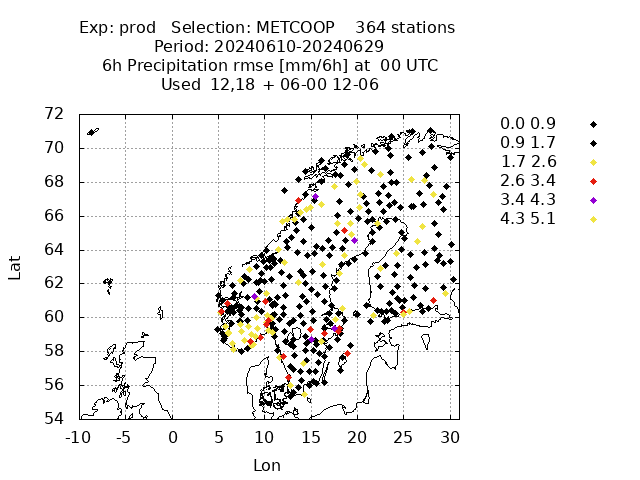 Exp: prod Selection: METCOOP 364 stations
Period: 20240610-20240629
6h Precipitation rmse [mm/6h] at 00 UTC
Used 12,18 + 06-00 12-06
72
70
68
66
64
62
60
58
56
54
Lat
-10 -5 0 5 10 15 20 25 30
Lon
0.0 0.9
0.9 1.7
1.7 2.6
2.6 3.4
3.4 4.3
4.3 5.1